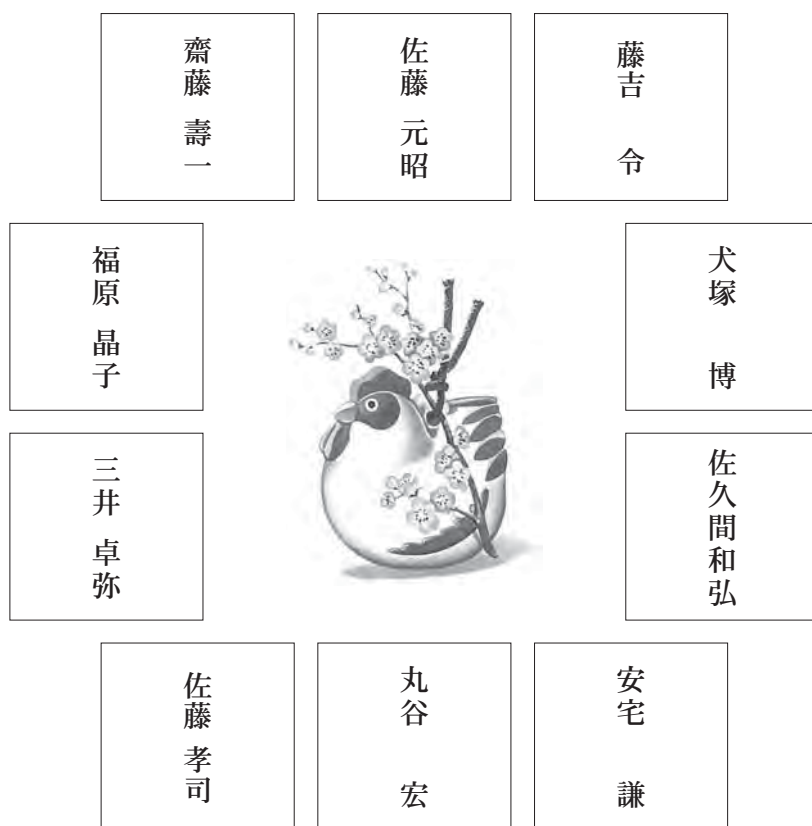 藤吉 令
佐藤 元昭
齋藤 壽一
犬塚 博
福原 晶子
佐久間和弘
三井 卓弥
安宅 謙
丸谷 宏
佐藤 孝司